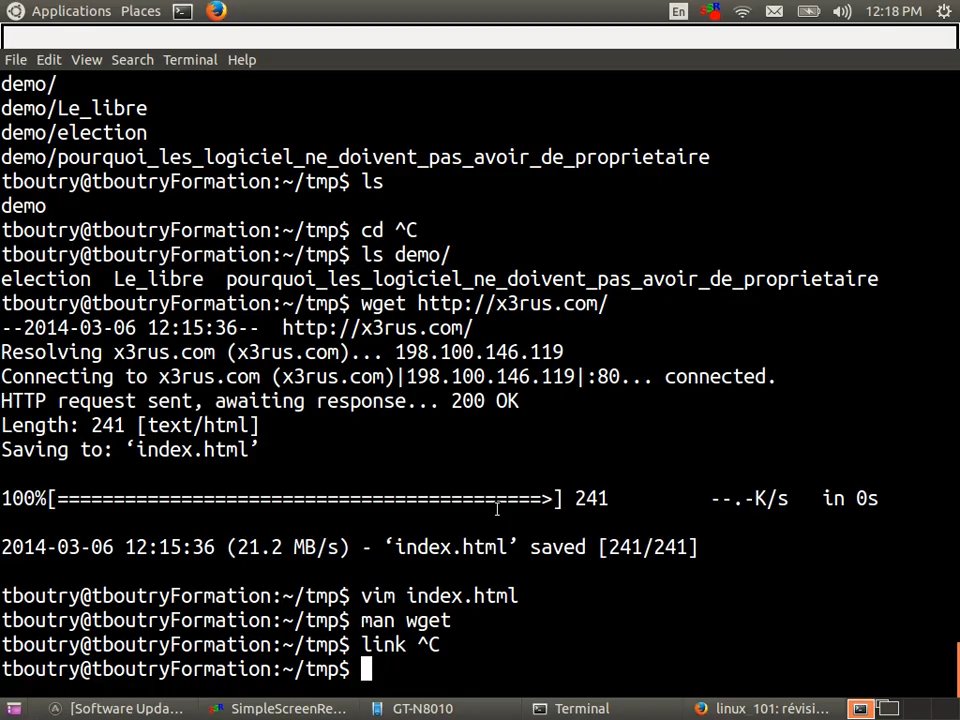 Applications Places En 12:18 PM
File Edit View Search Terminal Help
demo/
demo/Le_libre
demo/election
demo/pourquoi_les_logiciel_ne_doivent_pas_avoir_de_proprietaire
tboutry@tboutryFormation:~/tmp$ ls
demo
tboutry@tboutryFormation:~/tmp$ cd ^C
tboutry@tboutryFormation:~/tmp$ ls demo/
election  Le_libre  pourquoi_les_logiciel_ne_doivent_pas_avoir_de_proprietaire
tboutry@tboutryFormation:~/tmp$ wget http://x3rus.com/
--2014-03-06 12:15:36--  http://x3rus.com/
Resolving x3rus.com (x3rus.com)... 198.100.146.119
Connecting to x3rus.com (x3rus.com)|198.100.146.119|:80... connected.
HTTP request sent, awaiting response... 200 OK
Length: 241 [text/html]
Saving to: ‘index.html’
100%[===========================================>] 241         --.-K/s   in 0s
2014-03-06 12:15:36 (21.2 MB/s) - ‘index.html’ saved [241/241]
tboutry@tboutryFormation:~/tmp$ vim index.html
tboutry@tboutryFormation:~/tmp$ man wget
tboutry@tboutryFormation:~/tmp$ link ^C
tboutry@tboutryFormation:~/tmp$
[Software Upda... SimpleScreenRe... GT-N8010 Terminal linux_101: révisi...